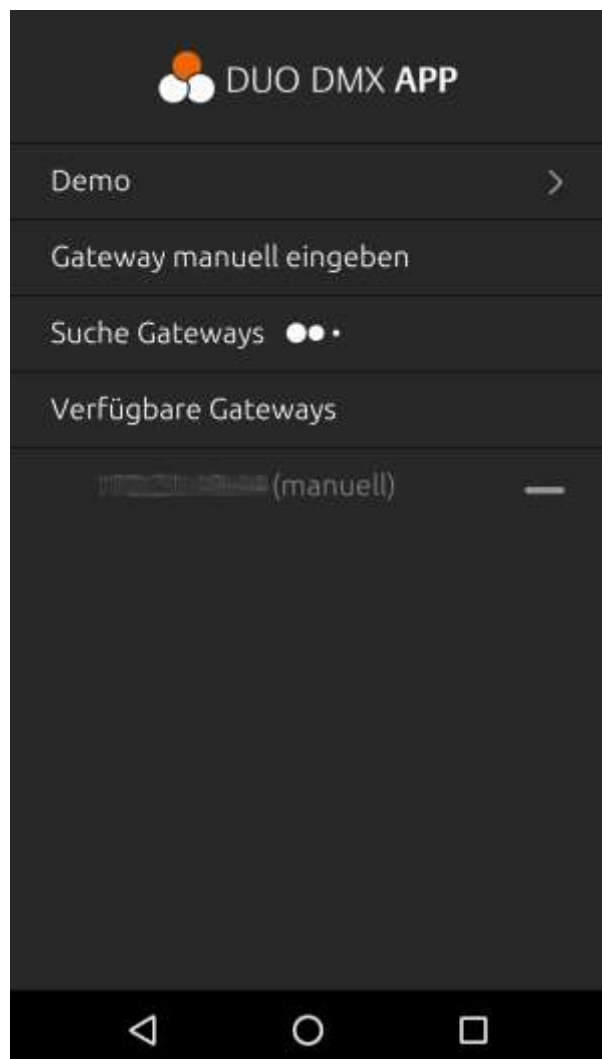 DUO DMX APP
Demo
Gateway manuell eingeben
Suche Gateways
Verfügbare Gateways
(manuell)